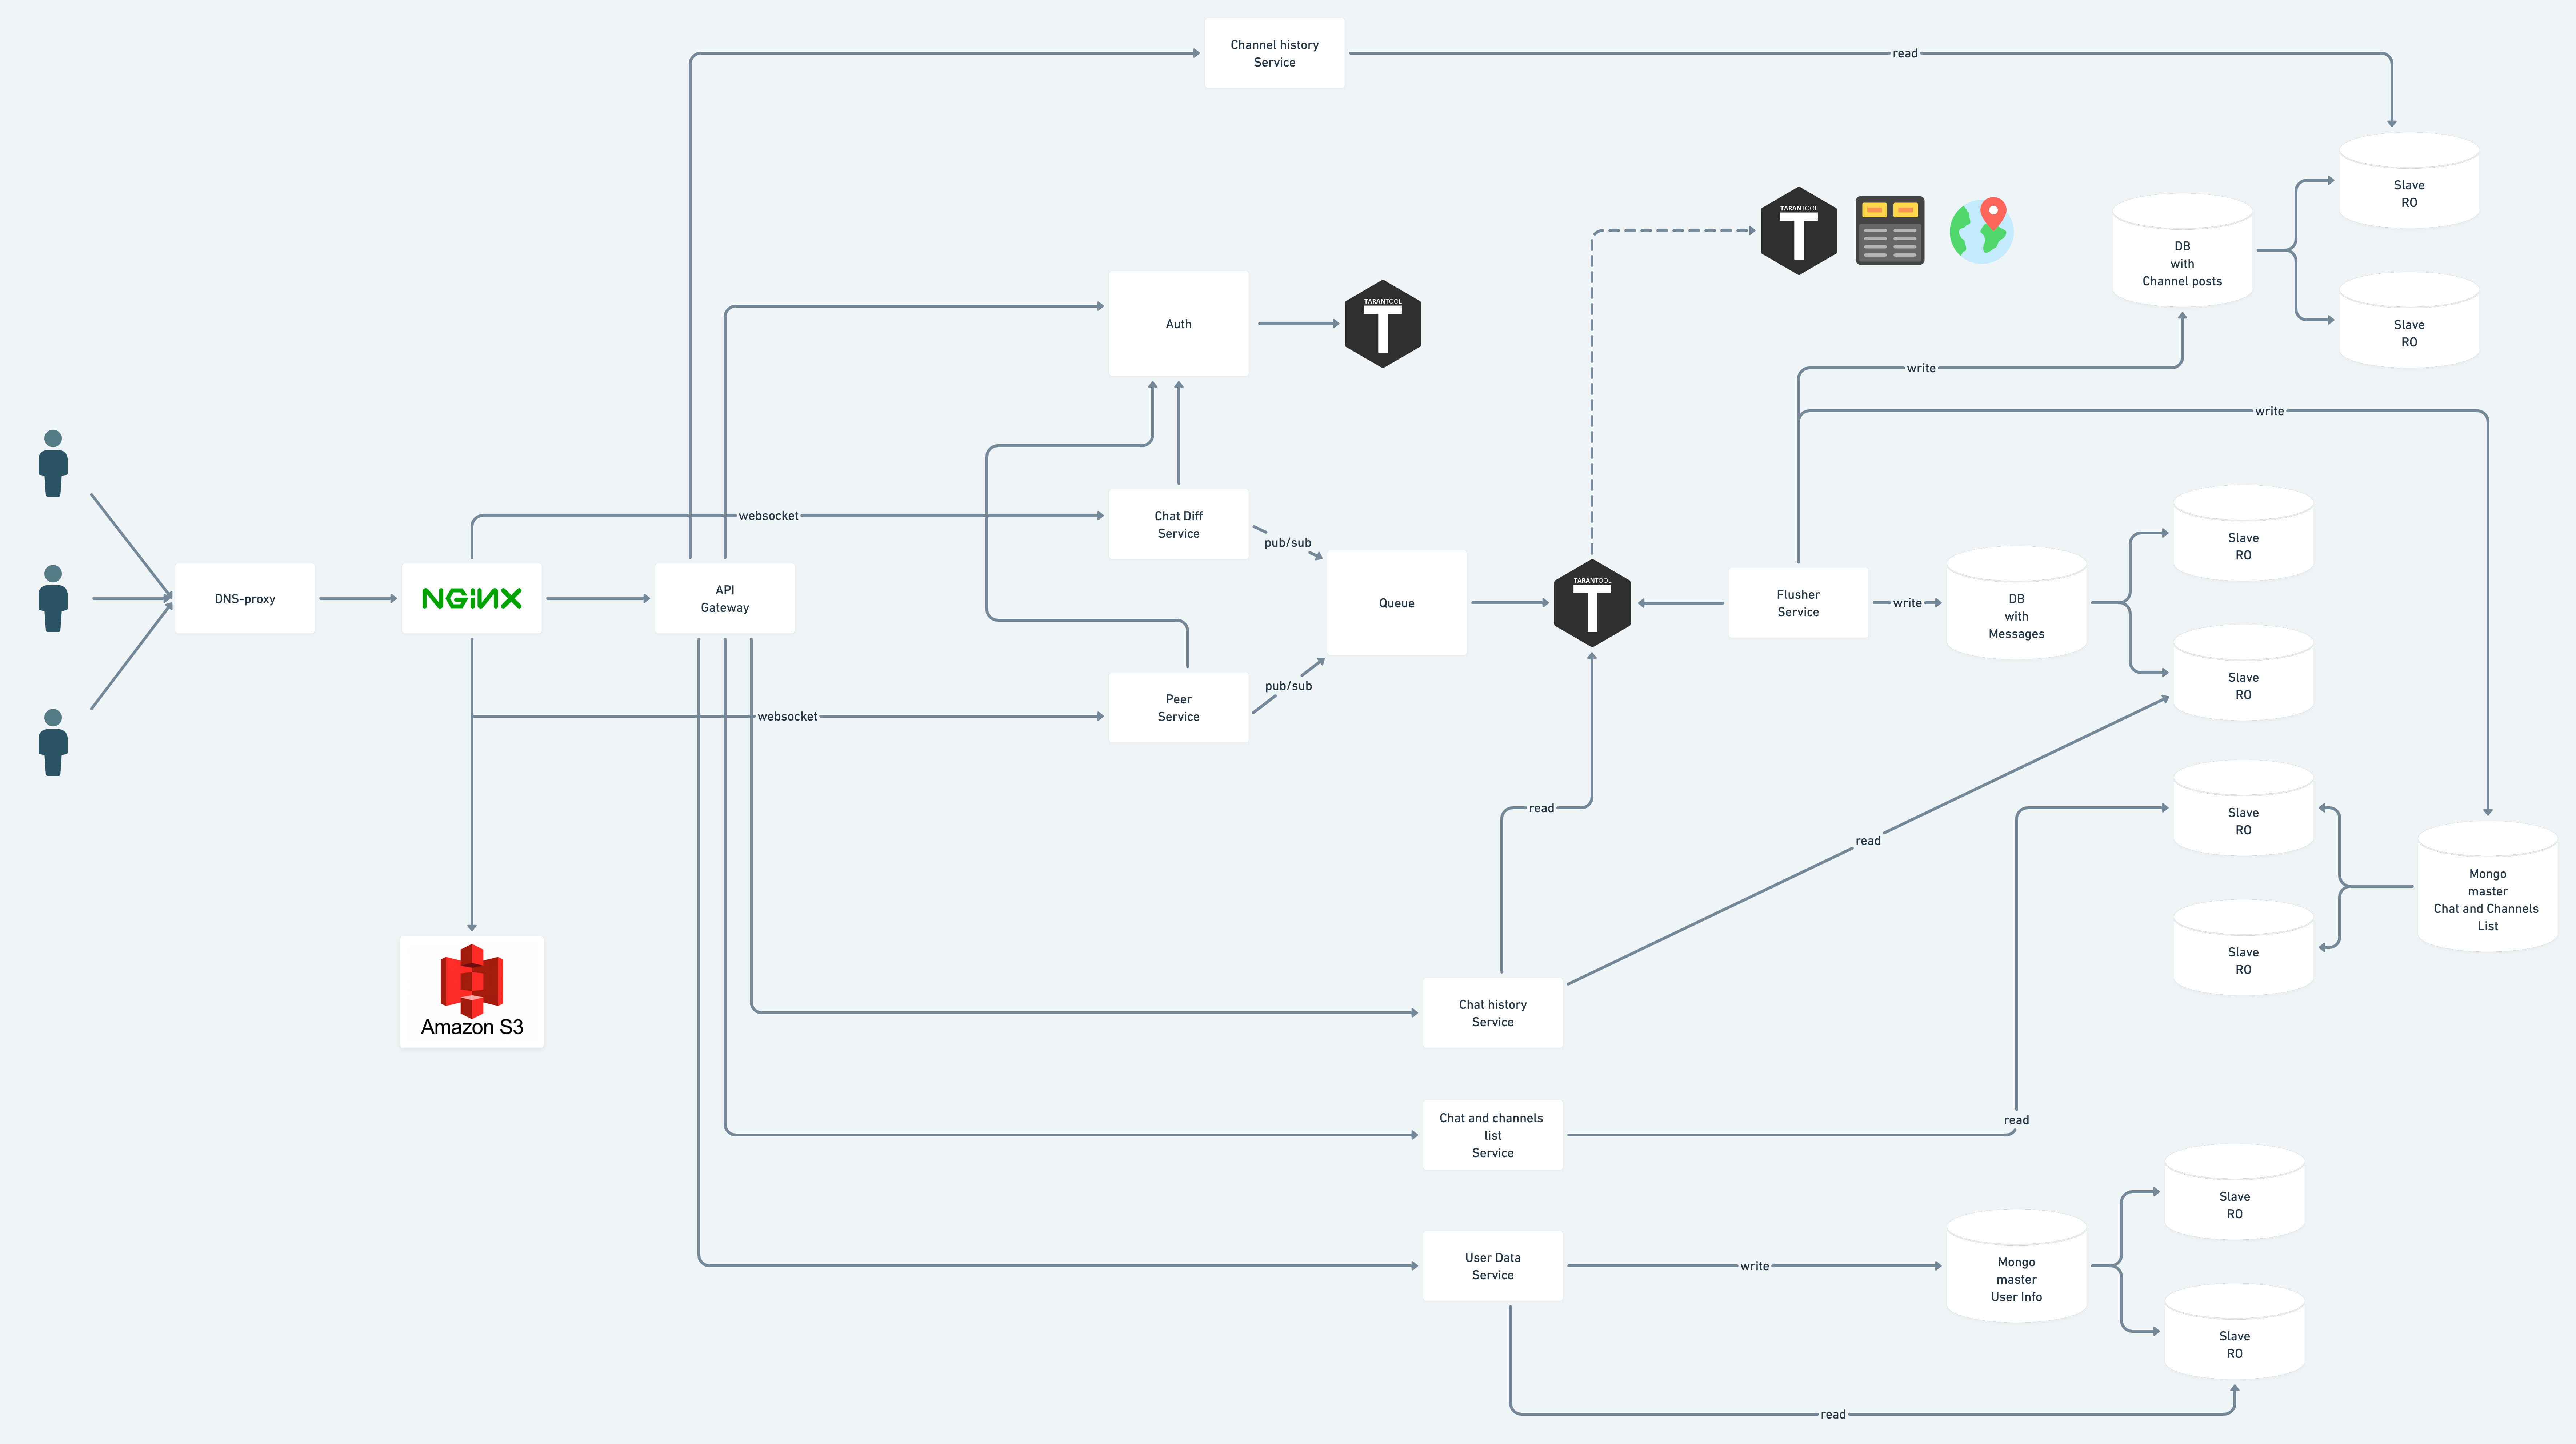 Channel history
Service
read
Slave
RO
TARANTOOL
DB
with
Channel posts
Slave
RO
Auth
TARANTOOL
write
write
websocket
Chat Diff
Service
pub/sub
Slave
RO
DNS-proxy
NGINX
API
Gateway
Queue
TARANTOOL
Flusher
Service
write
DB
with
Messages
Slave
RO
pub/sub
Peer
Service
websocket
read
read
Slave
RO
Mongo
master
Chat and Channels
List
Slave
RO
Amazon S3
Chat history
Service
Chat and channels
list
Service
read
Slave
RO
User Data
Service
write
Mongo
master
User Info
Slave
RO
read